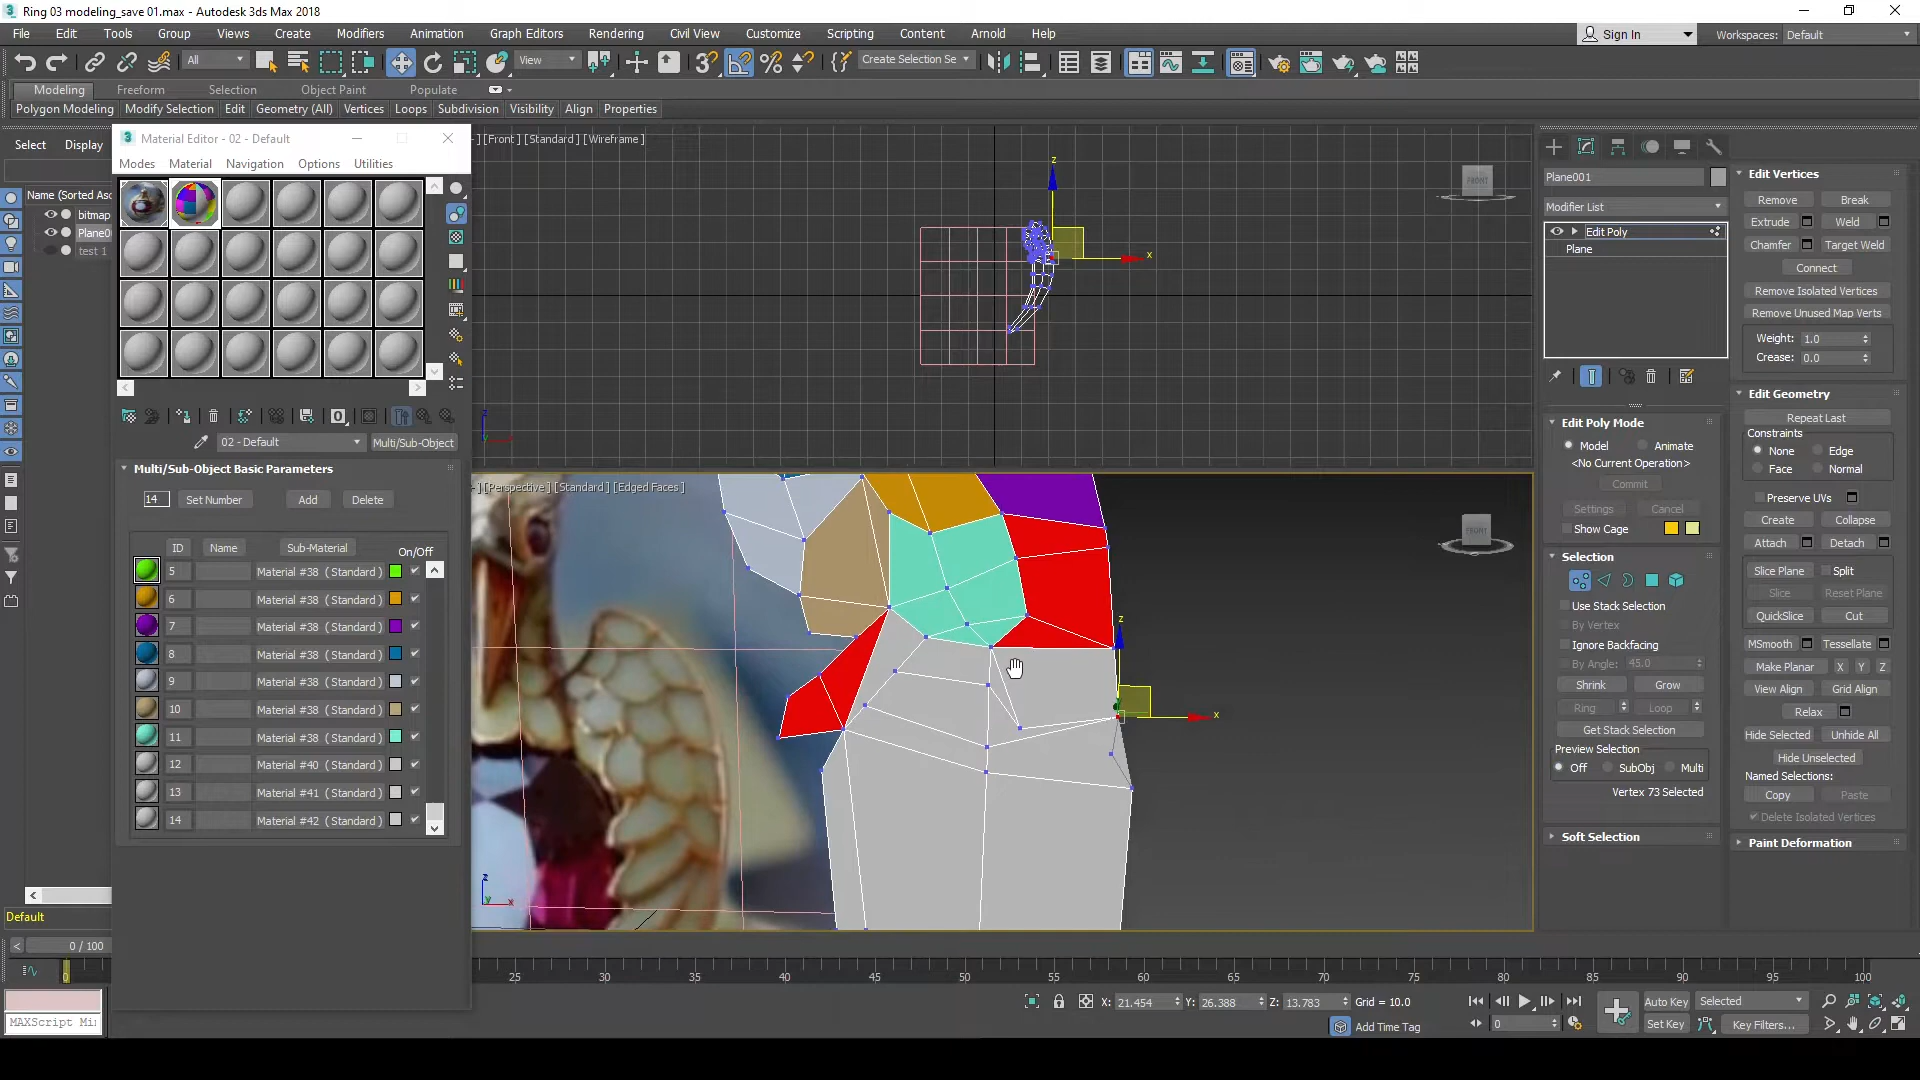 3 Ring 03 modeling_save 01.max - Autodesk 3ds Max 2018
File Edit Tools Group Views Create Modifiers Animation Graph Editors Rendering Civil View Customize Scripting Content Arnold Help Sign In Workspaces: Default
All View 3 Create Selection Se
Modeling Freeform Selection Object Paint Populate
Polygon Modeling Modify Selection Edit Geometry (All) Vertices Loops Subdivision Visibility Align Properties
Select Display
Name (Sorted Asc
bitmap
Plane0
test 1
3 Material Editor - 02 - Default
Modes Material Navigation Options Utilities
02 - Default Multi/Sub-Object
Multi/Sub-Object Basic Parameters
14 Set Number Add Delete
ID Name Sub-Material On/Off
5 Material #38 (Standard)
6 Material #38 (Standard)
7 Material #38 (Standard)
8 Material #38 (Standard)
9 Material #38 (Standard)
10 Material #38 (Standard)
11 Material #38 (Standard)
12 Material #40 (Standard)
13 Material #41 (Standard)
14 Material #42 (Standard)
] [Front ] [Standard ] [Wireframe ]
z
x
FRONT
] [Perspective ] [Standard ] [Edged Faces ]
FRONT
z
x
z
y x
Plane001
Modifier List
Edit Poly
Plane
Edit Poly Mode
Model Animate
<No Current Operation>
Commit
Settings Cancel
Show Cage
Selection
Use Stack Selection
By Vertex
Ignore Backfacing
By Angle: 45.0
Shrink Grow
Ring Loop
Get Stack Selection
Preview Selection
Off SubObj Multi
Vertex 73 Selected
Soft Selection
Edit Vertices
Remove Break
Extrude Weld
Chamfer Target Weld
Connect
Remove Isolated Vertices
Remove Unused Map Verts
Weight: 1.0
Crease: 0.0
Edit Geometry
Repeat Last
Constraints
None Edge
Face Normal
Preserve UVs
Create Collapse
Attach Detach
Slice Plane Split
Slice Reset Plane
QuickSlice Cut
MSmooth Tessellate
Make Planar X Y Z
View Align Grid Align
Relax
Hide Selected Unhide All
Hide Unselected
Named Selections:
Copy Paste
Delete Isolated Vertices
Paint Deformation
Default
0 / 100
0 25 30 35 40 45 50 55 60 65 70 75 80 85 90 95 100
MAXScript Mi
X: 21.454 Y: 26.388 Z: 13.783 Grid = 10.0
Add Time Tag
0
Auto Key Selected
Set Key Key Filters...